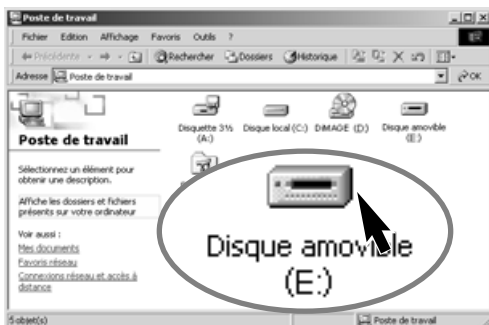 Poste de travail
Fichier Edition Affichage Favoris Outils ?
Précédente Rechercher Dossiers Historique
Adresse Poste de travail OK
Poste de travail
Sélectionnez un élément pour
obtenir une description.
Affiche les dossiers et fichiers
présents sur votre ordinateur
Voir aussi :
Mes documents
Favoris réseau
Connexions réseau et accès à
distance
Disquette 3½
(A:)
Disque local (C:)
DiMAGE (D:)
Disque amovible
(E:)
Disque amovible
(E:)
5 objet(s) Poste de travail